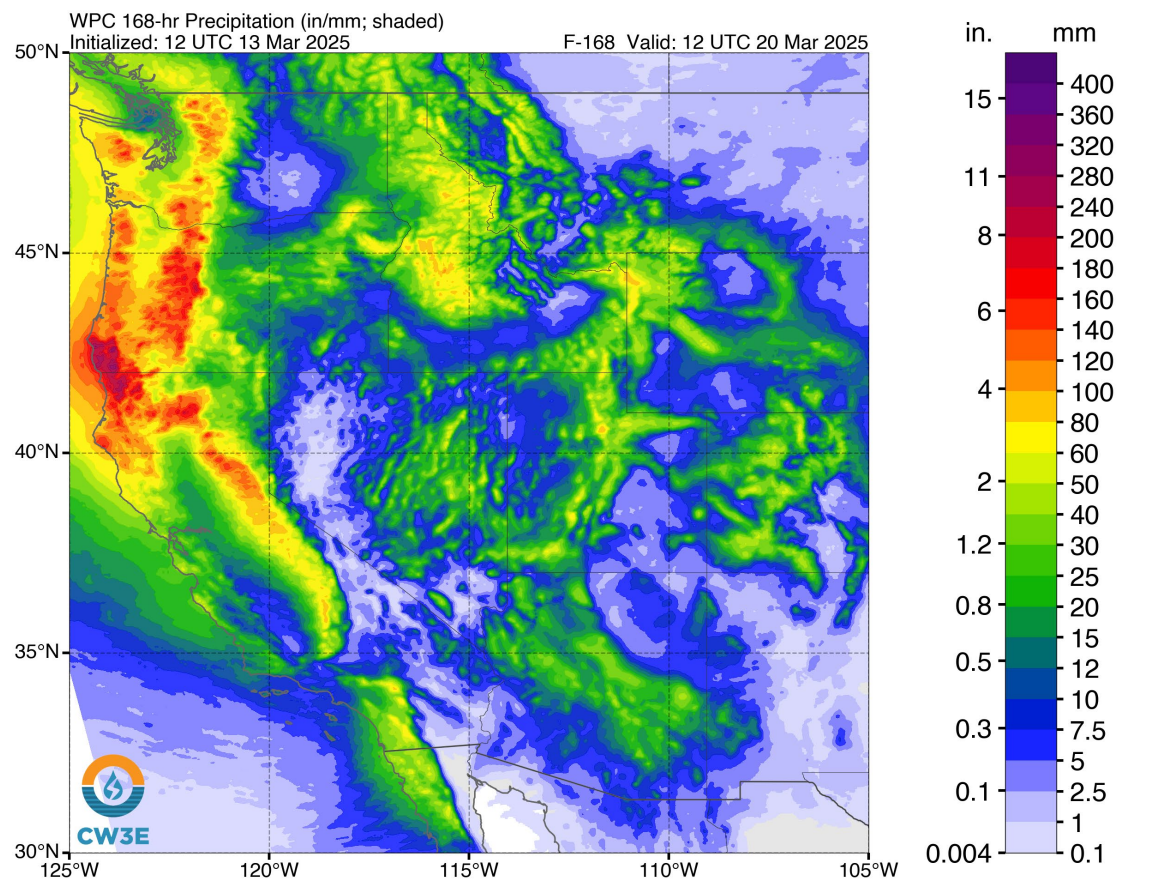 WPC 168-hr Precipitation (in/mm; shaded)
Initialized: 12 UTC 13 Mar 2025
F-168 Valid: 12 UTC 20 Mar 2025
in.
mm
50°N
45°N
40°N
35°N
30°N
125°W
120°W
115°W
110°W
105°W
CW3E
15
11
8
6
4
2
1.2
0.8
0.5
0.3
0.1
0.004
400
360
320
280
240
200
180
160
140
120
100
80
60
50
40
30
25
20
15
12
10
7.5
5
2.5
1
0.1